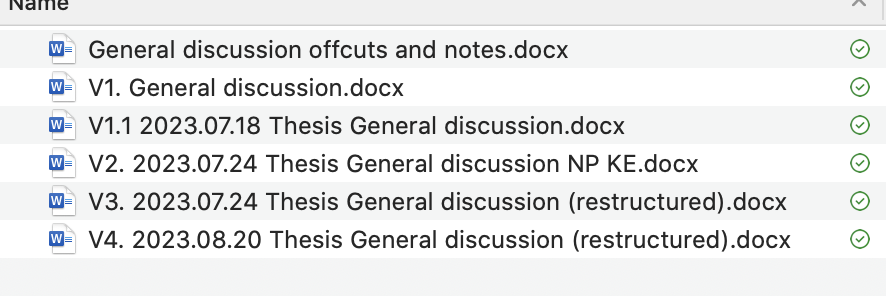 Name
General discussion offcuts and notes.docx
V1. General discussion.docx
V1.1 2023.07.18 Thesis General discussion.docx
V2. 2023.07.24 Thesis General discussion NP KE.docx
V3. 2023.07.24 Thesis General discussion (restructured).docx
V4. 2023.08.20 Thesis General discussion (restructured).docx